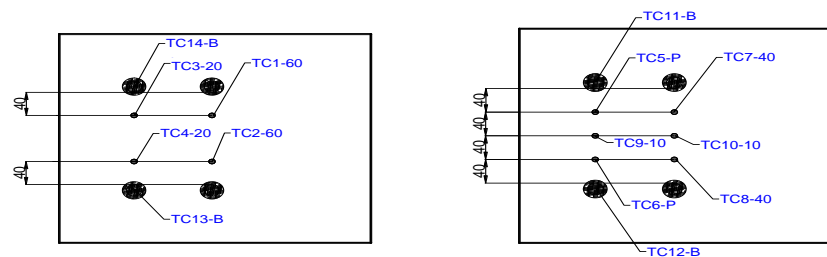 TC14-B
TC3-20
TC1-60
40
TC4-20
TC2-60
40
TC13-B
TC11-B
TC5-P
TC7-40
40
40
TC9-10
TC10-10
40
40
TC6-P
TC8-40
TC12-B